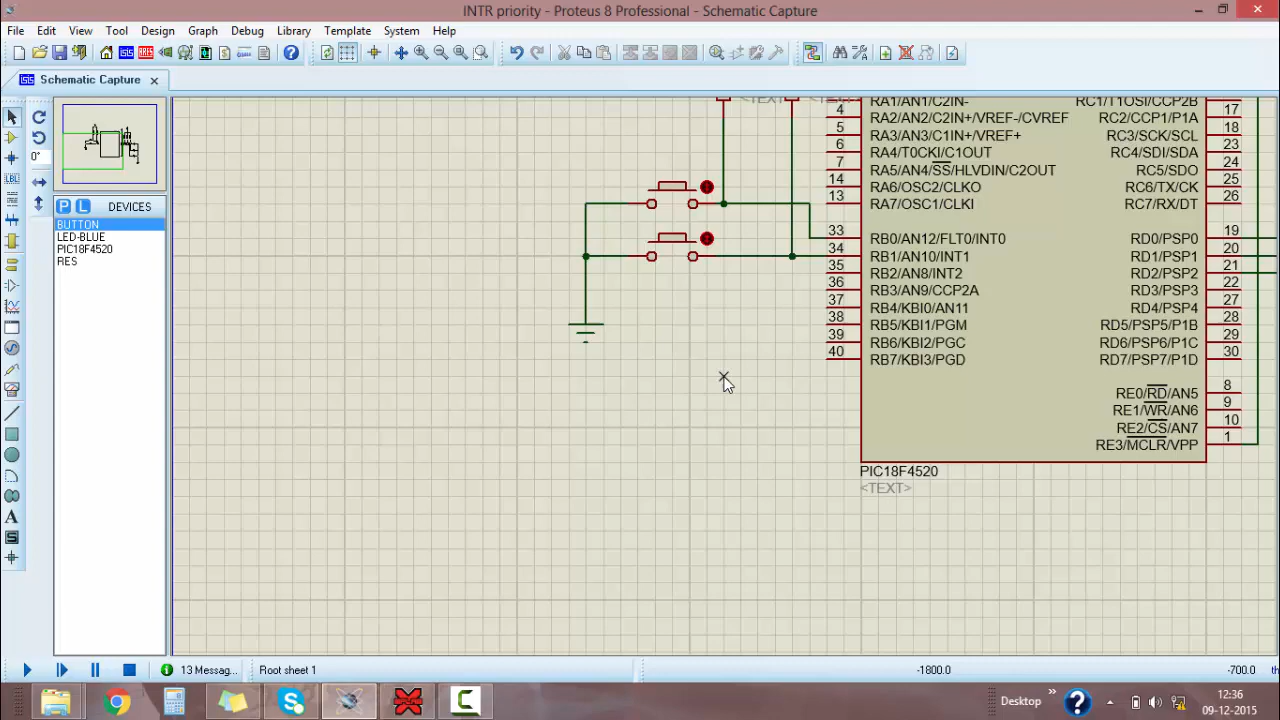 INTR priority - Proteus 8 Professional - Schematic Capture
File Edit View Tool Design Graph Debug Library Template System Help
Schematic Capture
0°
P L DEVICES
BUTTON
LED-BLUE
PIC18F4520
RES
<TEXT>
4
5
6
7
14
13
33
34
35
36
37
38
39
40
RA1/AN1/C2IN-
RA2/AN2/C2IN+/VREF-/CVREF
RA3/AN3/C1IN+/VREF+
RA4/T0CKI/C1OUT
RA5/AN4/SS/HLVDIN/C2OUT
RA6/OSC2/CLKO
RA7/OSC1/CLKI
RB0/AN12/FLT0/INT0
RB1/AN10/INT1
RB2/AN8/INT2
RB3/AN9/CCP2A
RB4/KBI0/AN11
RB5/KBI1/PGM
RB6/KBI2/PGC
RB7/KBI3/PGD
RC1/T1OSI/CCP2B
RC2/CCP1/P1A
RC3/SCK/SCL
RC4/SDI/SDA
RC5/SDO
RC6/TX/CK
RC7/RX/DT
RD0/PSP0
RD1/PSP1
RD2/PSP2
RD3/PSP3
RD4/PSP4
RD5/PSP5/P1B
RD6/PSP6/P1C
RD7/PSP7/P1D
RE0/RD/AN5
RE1/WR/AN6
RE2/CS/AN7
RE3/MCLR/VPP
17
18
23
24
25
26
19
20
21
22
27
28
29
30
8
9
10
1
PIC18F4520
<TEXT>
13 Messag...
Root sheet 1
-1800.0
-700.0
th
Desktop
12:36
09-12-2015